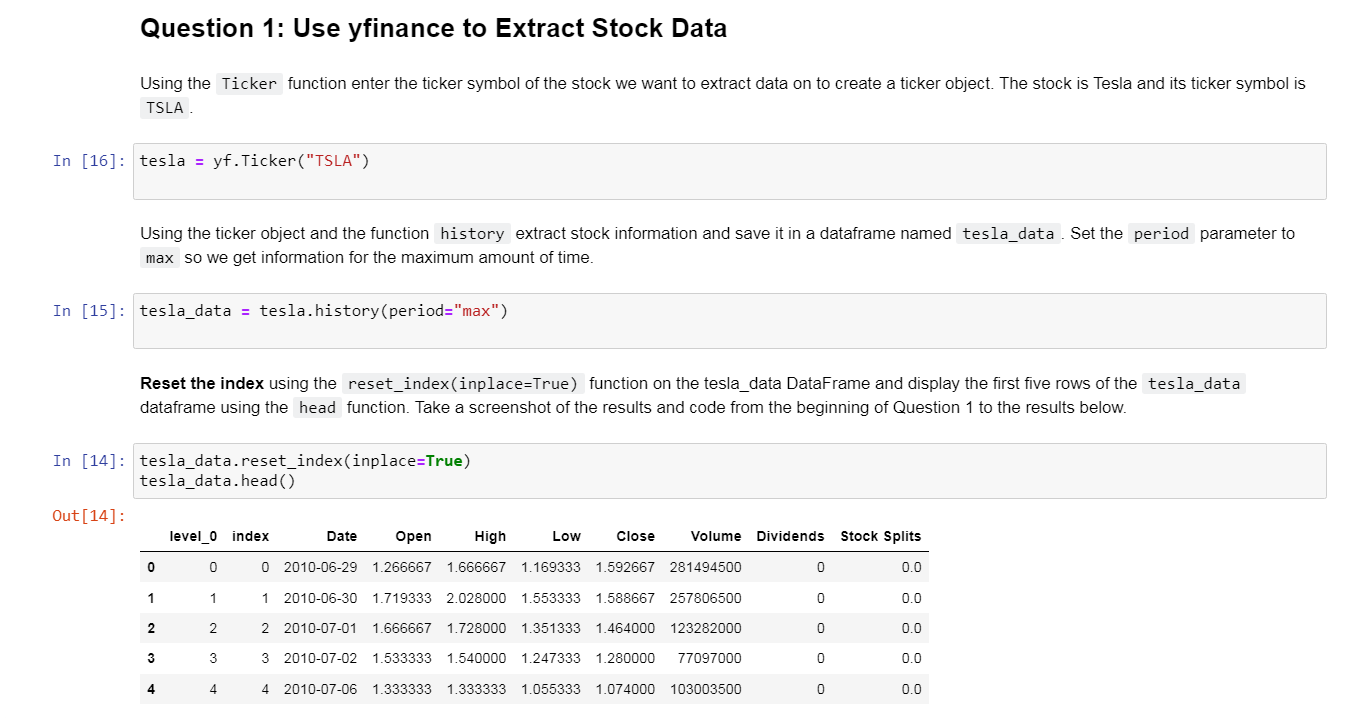 Question 1: Use yfinance to Extract Stock Data
Using the Ticker function enter the ticker symbol of the stock we want to extract data on to create a ticker object. The stock is Tesla and its ticker symbol is
TSLA .
In [16]: tesla = yf.Ticker("TSLA")
Using the ticker object and the function history extract stock information and save it in a dataframe named tesla_data . Set the period parameter to
max so we get information for the maximum amount of time.
In [15]: tesla_data = tesla.history(period="max")
Reset the index using the reset_index(inplace=True) function on the tesla_data DataFrame and display the first five rows of the tesla_data
dataframe using the head function. Take a screenshot of the results and code from the beginning of Question 1 to the results below.
In [14]: tesla_data.reset_index(inplace=True)
tesla_data.head()
Out[14]:
level_0 index Date Open High Low Close Volume Dividends Stock Splits
0 0 0 2010-06-29 1.266667 1.666667 1.169333 1.592667 281494500 0 0.0
1 1 1 2010-06-30 1.719333 2.028000 1.553333 1.588667 257806500 0 0.0
2 2 2 2010-07-01 1.666667 1.728000 1.351333 1.464000 123282000 0 0.0
3 3 3 2010-07-02 1.533333 1.540000 1.247333 1.280000 77097000 0 0.0
4 4 4 2010-07-06 1.333333 1.333333 1.055333 1.074000 103003500 0 0.0